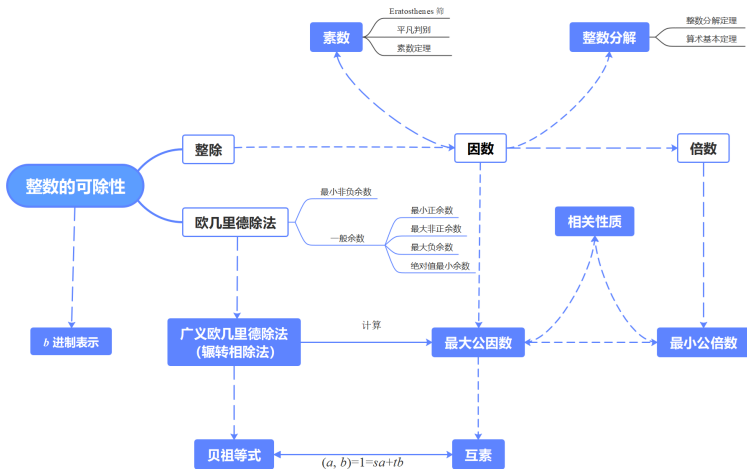 Eratosthenes 筛
平凡判别
素数定理
素数
整数分解
整数分解定理
算术基本定理
整除
因数
倍数
整数的可除性
欧几里德除法
最小非负余数
一般余数
最小正余数
最大非正余数
最大负余数
绝对值最小余数
相关性质
b 进制表示
广义欧几里德除法
（辗转相除法）
计算
最大公因数
最小公倍数
贝祖等式
(a, b)=1=sa+tb
互素